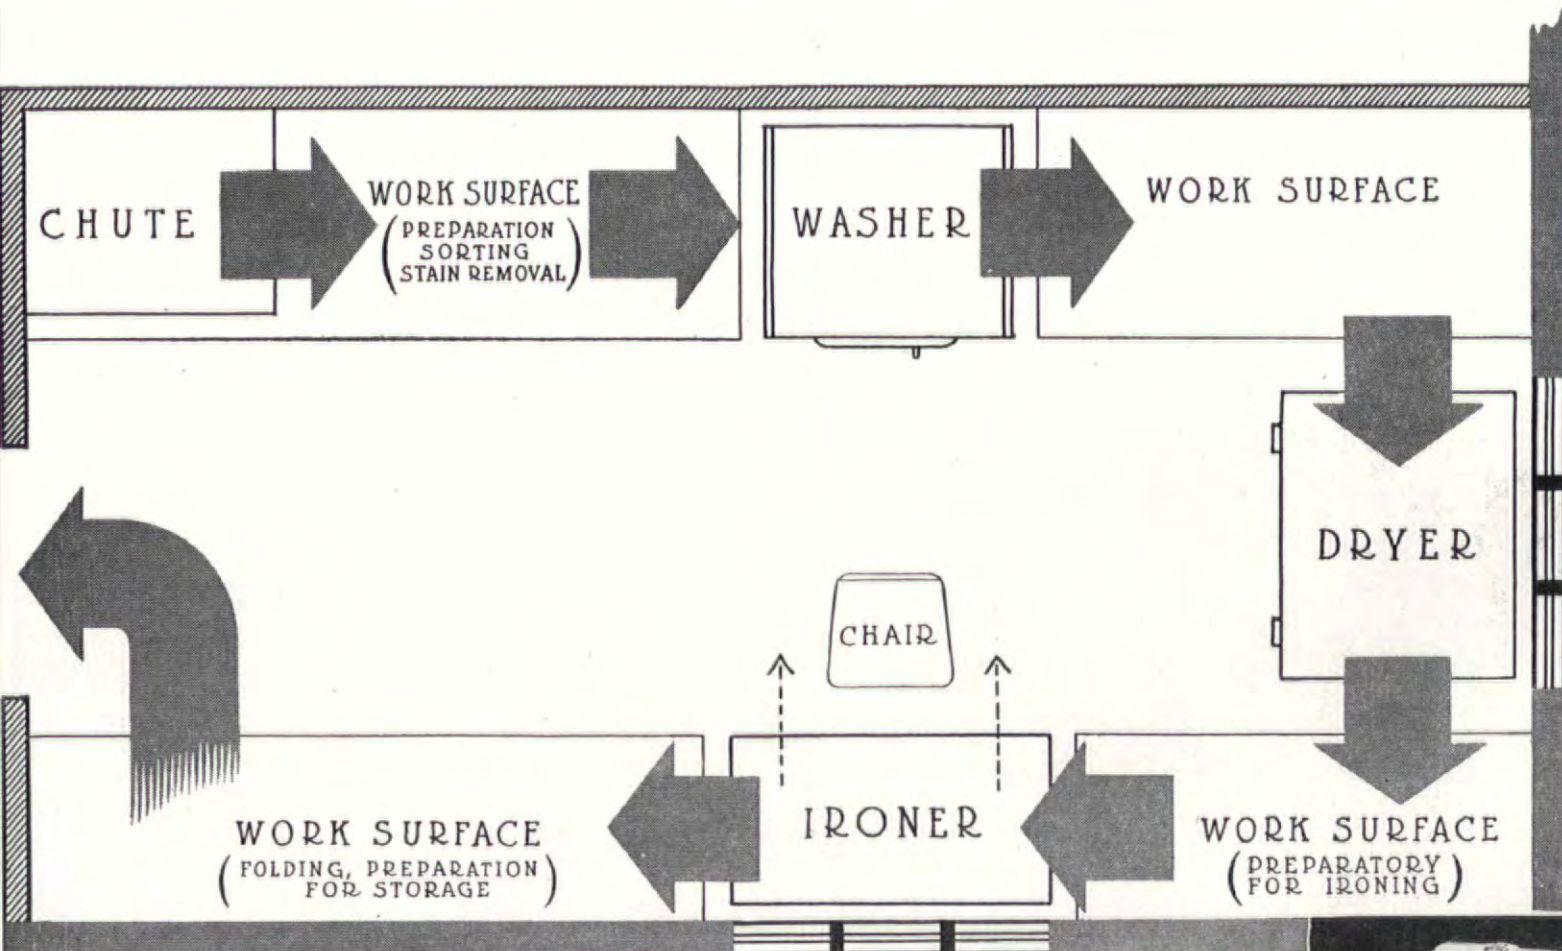 CHUTE
WORK SURFACE
(PREPARATION
SORTING
STAIN REMOVAL)
WASHER
WORK SURFACE
DRYER
CHAIR
IRONER
WORK SURFACE
(PREPARATORY
FOR IRONING)
WORK SURFACE
(FOLDING, PREPARATION
FOR STORAGE)